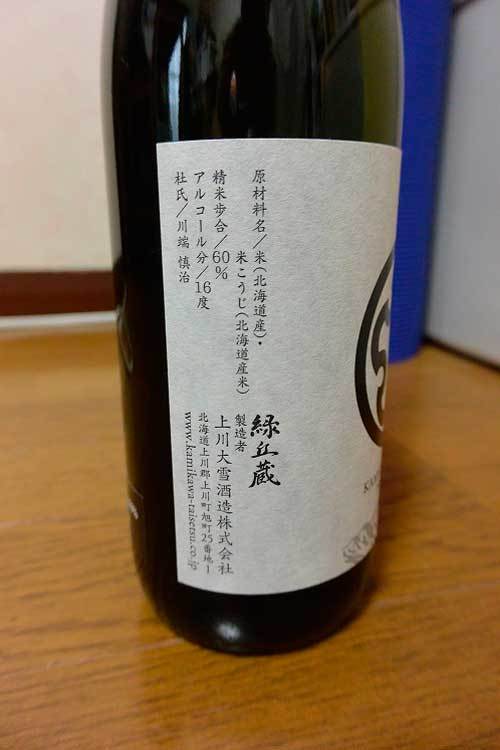 原材料名／米（北海道産）・
米こうじ（北海道産米）
精米歩合／60%
アルコール分／16度
杜氏／川端 慎治
緑丘蔵
製造者
上川大雪酒造株式会社
北海道上川郡上川町旭町25番地1
www.kamikawa-taisetsu.co.jp